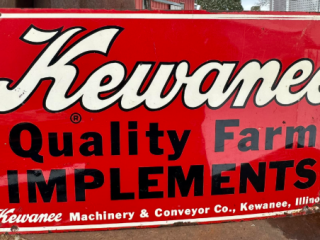 Kewanee
®
Quality Farm
IMPLEMENTS
Kewanee Machinery & Conveyor Co., Kewanee, Illino